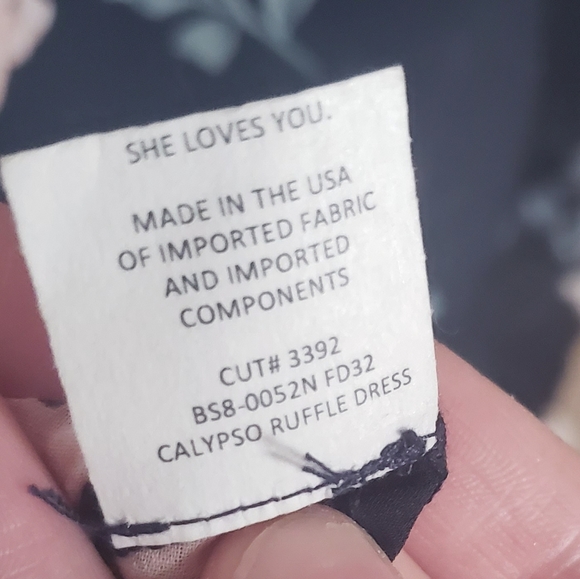 SHE LOVES YOU.
MADE IN THE USA
OF IMPORTED FABRIC
AND IMPORTED
COMPONENTS
CUT# 3392
BS8-0052N FD32
CALYPSO RUFFLE DRESS